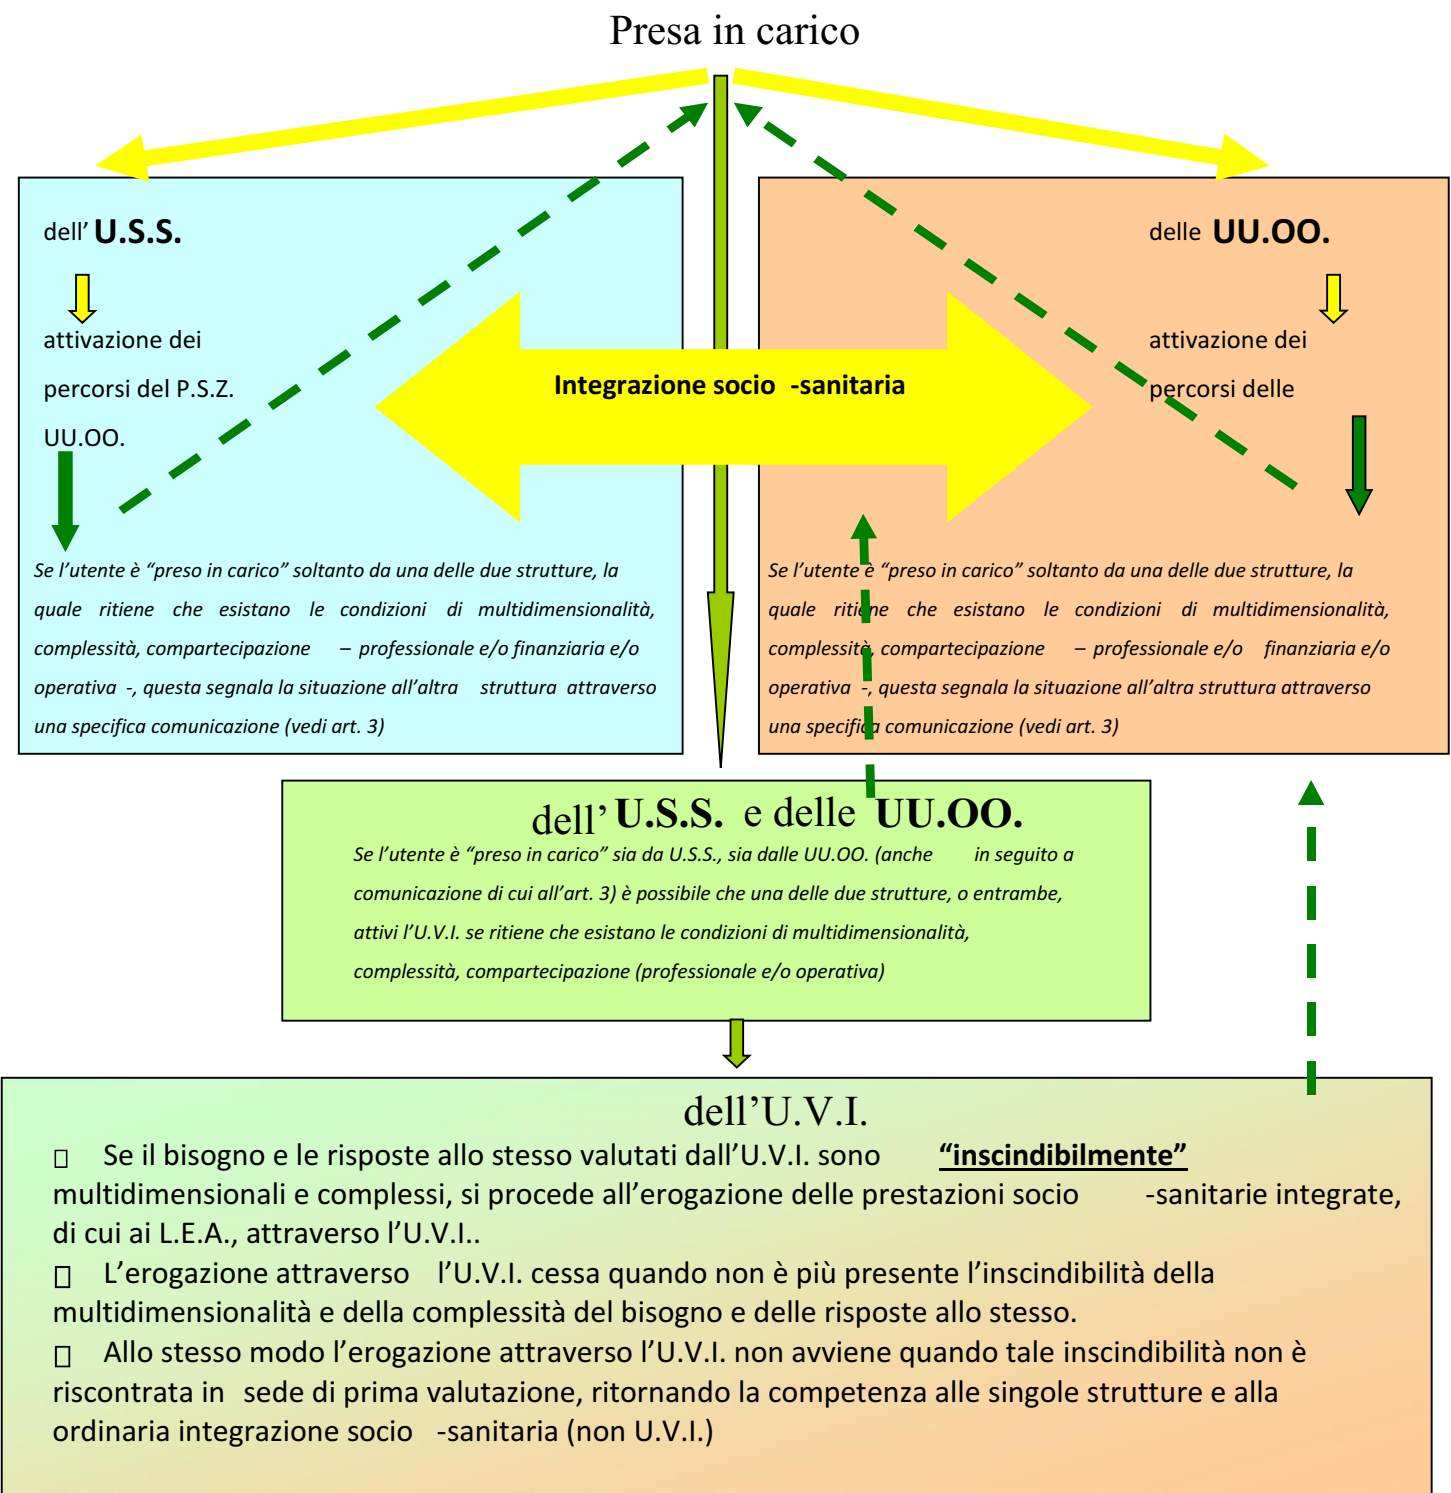 Presa in carico
dell' U.S.S.
attivazione dei
percorsi del P.S.Z.
UU.OO.
Se l'utente è “preso in carico” soltanto da una delle due strutture, la
quale ritiene che esistano le condizioni di multidimensionalità,
complessità, compartecipazione – professionale e/o finanziaria e/o
operativa -, questa segnala la situazione all'altra struttura attraverso
una specifica comunicazione (vedi art. 3)
Integrazione socio -sanitaria
delle UU.OO.
attivazione dei
percorsi delle
Se l'utente è “preso in carico” soltanto da una delle due strutture, la
quale ritiene che esistano le condizioni di multidimensionalità,
complessità, compartecipazione – professionale e/o finanziaria e/o
operativa -, questa segnala la situazione all'altra struttura attraverso
una specifica comunicazione (vedi art. 3)
dell' U.S.S. e delle UU.OO.
Se l'utente è “preso in carico” sia da U.S.S., sia dalle UU.OO. (anche in seguito a
comunicazione di cui all'art. 3) è possibile che una delle due strutture, o entrambe,
attivi l'U.V.I. se ritiene che esistano le condizioni di multidimensionalità,
complessità, compartecipazione (professionale e/o operativa)
dell'U.V.I.
Se il bisogno e le risposte allo stesso valutati dall'U.V.I. sono “inscindibilmente”
multidimensionali e complessi, si procede all'erogazione delle prestazioni socio -sanitarie integrate,
di cui ai L.E.A., attraverso l'U.V.I..
L'erogazione attraverso l'U.V.I. cessa quando non è più presente l'inscindibilità della
multidimensionalità e della complessità del bisogno e delle risposte allo stesso.
Allo stesso modo l'erogazione attraverso l'U.V.I. non avviene quando tale inscindibilità non è
riscontrata in sede di prima valutazione, ritornando la competenza alle singole strutture e alla
ordinaria integrazione socio -sanitaria (non U.V.I.)